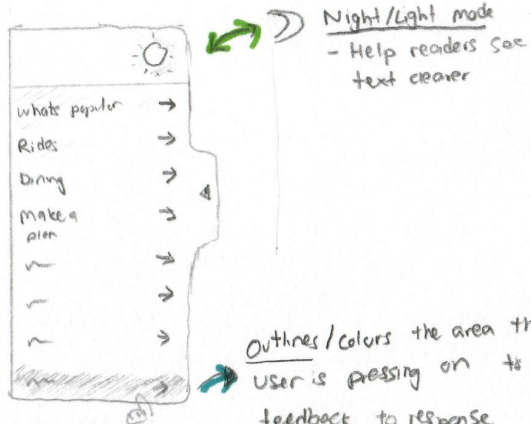 Night/Light mode
- Help readers see
text clearer
whats popular
Rides
Dining
Make a
plan
Outlines/colors the area th
user is pressing on to
feedback to response